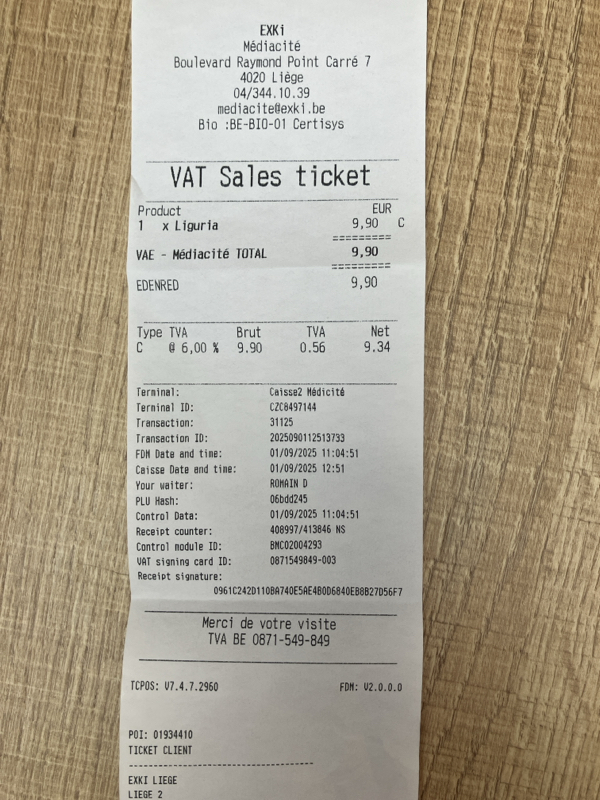 EXKi
Médiacité
Boulevard Raymond Point Carré 7
4020 Liège
04/344.10.39
mediacite@exki.be
Bio :BE-BIO-01 Certisys
VAT Sales ticket
Product EUR
1 x Liguria 9,90 C
=========
VAE - Médiacité TOTAL 9,90
=========
EDENRED 9,90
Type TVA Brut TVA Net
C @ 6,00 % 9.90 0.56 9.34
Terminal: Caisse2 Médicité
Terminal ID: CZC8497144
Transaction: 31125
Transaction ID: 2025090112513733
FDM Date and time: 01/09/2025 11:04:51
Caisse Date and time: 01/09/2025 12:51
Your waiter: ROMAIN D
PLU Hash: 06bdd245
Control Data: 01/09/2025 11:04:51
Receipt counter: 408997/413846 NS
Control module ID: BMC02004293
VAT signing card ID: 0871549849-003
Receipt signature:
0961C242D110BA740E5AE4B0D6840EB8B27D56F7
Merci de votre visite
TVA BE 0871-549-849
TCPOS: V7.4.7.2960 FDM: V2.0.0.0
POI: 01934410
TICKET CLIENT
--------------------------------
EXKI LIEGE
LIEGE 2